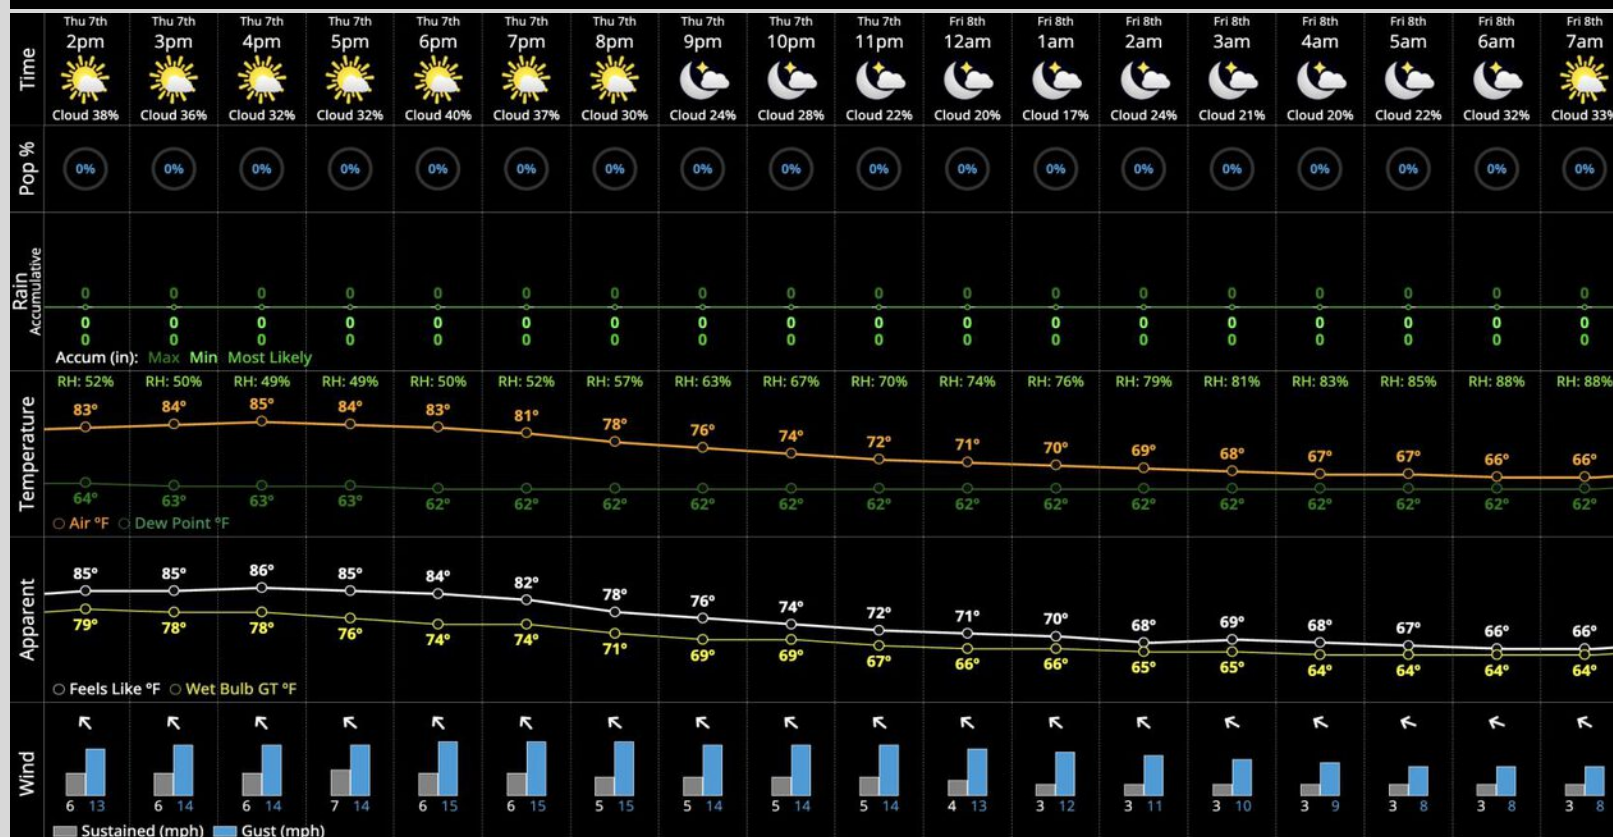 Thu 7th Thu 7th Thu 7th Thu 7th Thu 7th Thu 7th Thu 7th Thu 7th Thu 7th Thu 7th Fri 8th Fri 8th Fri 8th Fri 8th Fri 8th Fri 8th Fri 8th Fri 8th
Time 2pm 3pm 4pm 5pm 6pm 7pm 8pm 9pm 10pm 11pm 12am 1am 2am 3am 4am 5am 6am 7am
Cloud 38% Cloud 36% Cloud 32% Cloud 32% Cloud 40% Cloud 37% Cloud 30% Cloud 24% Cloud 28% Cloud 22% Cloud 20% Cloud 17% Cloud 24% Cloud 21% Cloud 20% Cloud 22% Cloud 32% Cloud 33%
Pop % 0% 0% 0% 0% 0% 0% 0% 0% 0% 0% 0% 0% 0% 0% 0% 0% 0% 0%
Rain Accumulative
0 0 0 0 0 0 0 0 0 0 0 0 0 0 0 0 0 0
0 0 0 0 0 0 0 0 0 0 0 0 0 0 0 0 0 0
0 0 0 0 0 0 0 0 0 0 0 0 0 0 0 0 0 0
Accum (in): Max Min Most Likely
RH: 52% RH: 50% RH: 49% RH: 49% RH: 50% RH: 52% RH: 57% RH: 63% RH: 67% RH: 70% RH: 74% RH: 76% RH: 79% RH: 81% RH: 83% RH: 85% RH: 88% RH: 88%
Temperature
83° 84° 85° 84° 83° 81° 78° 76° 74° 72° 71° 70° 69° 68° 67° 67° 66° 66°
64° 63° 63° 63° 62° 62° 62° 62° 62° 62° 62° 62° 62° 62° 62° 62° 62° 62°
Air °F Dew Point °F
Apparent
85° 85° 86° 85° 84° 82° 78° 76° 74° 72° 71° 70° 68° 69° 68° 67° 66° 66°
79° 78° 78° 76° 74° 74° 71° 69° 69° 67° 66° 66° 65° 65° 64° 64° 64° 64°
Feels Like °F Wet Bulb GT °F
Wind
6 13 6 14 6 14 7 14 6 15 6 15 5 15 5 14 5 14 5 14 4 13 3 12 3 11 3 10 3 9 3 8 3 8 3 8
Sustained (mph) Gust (mph)